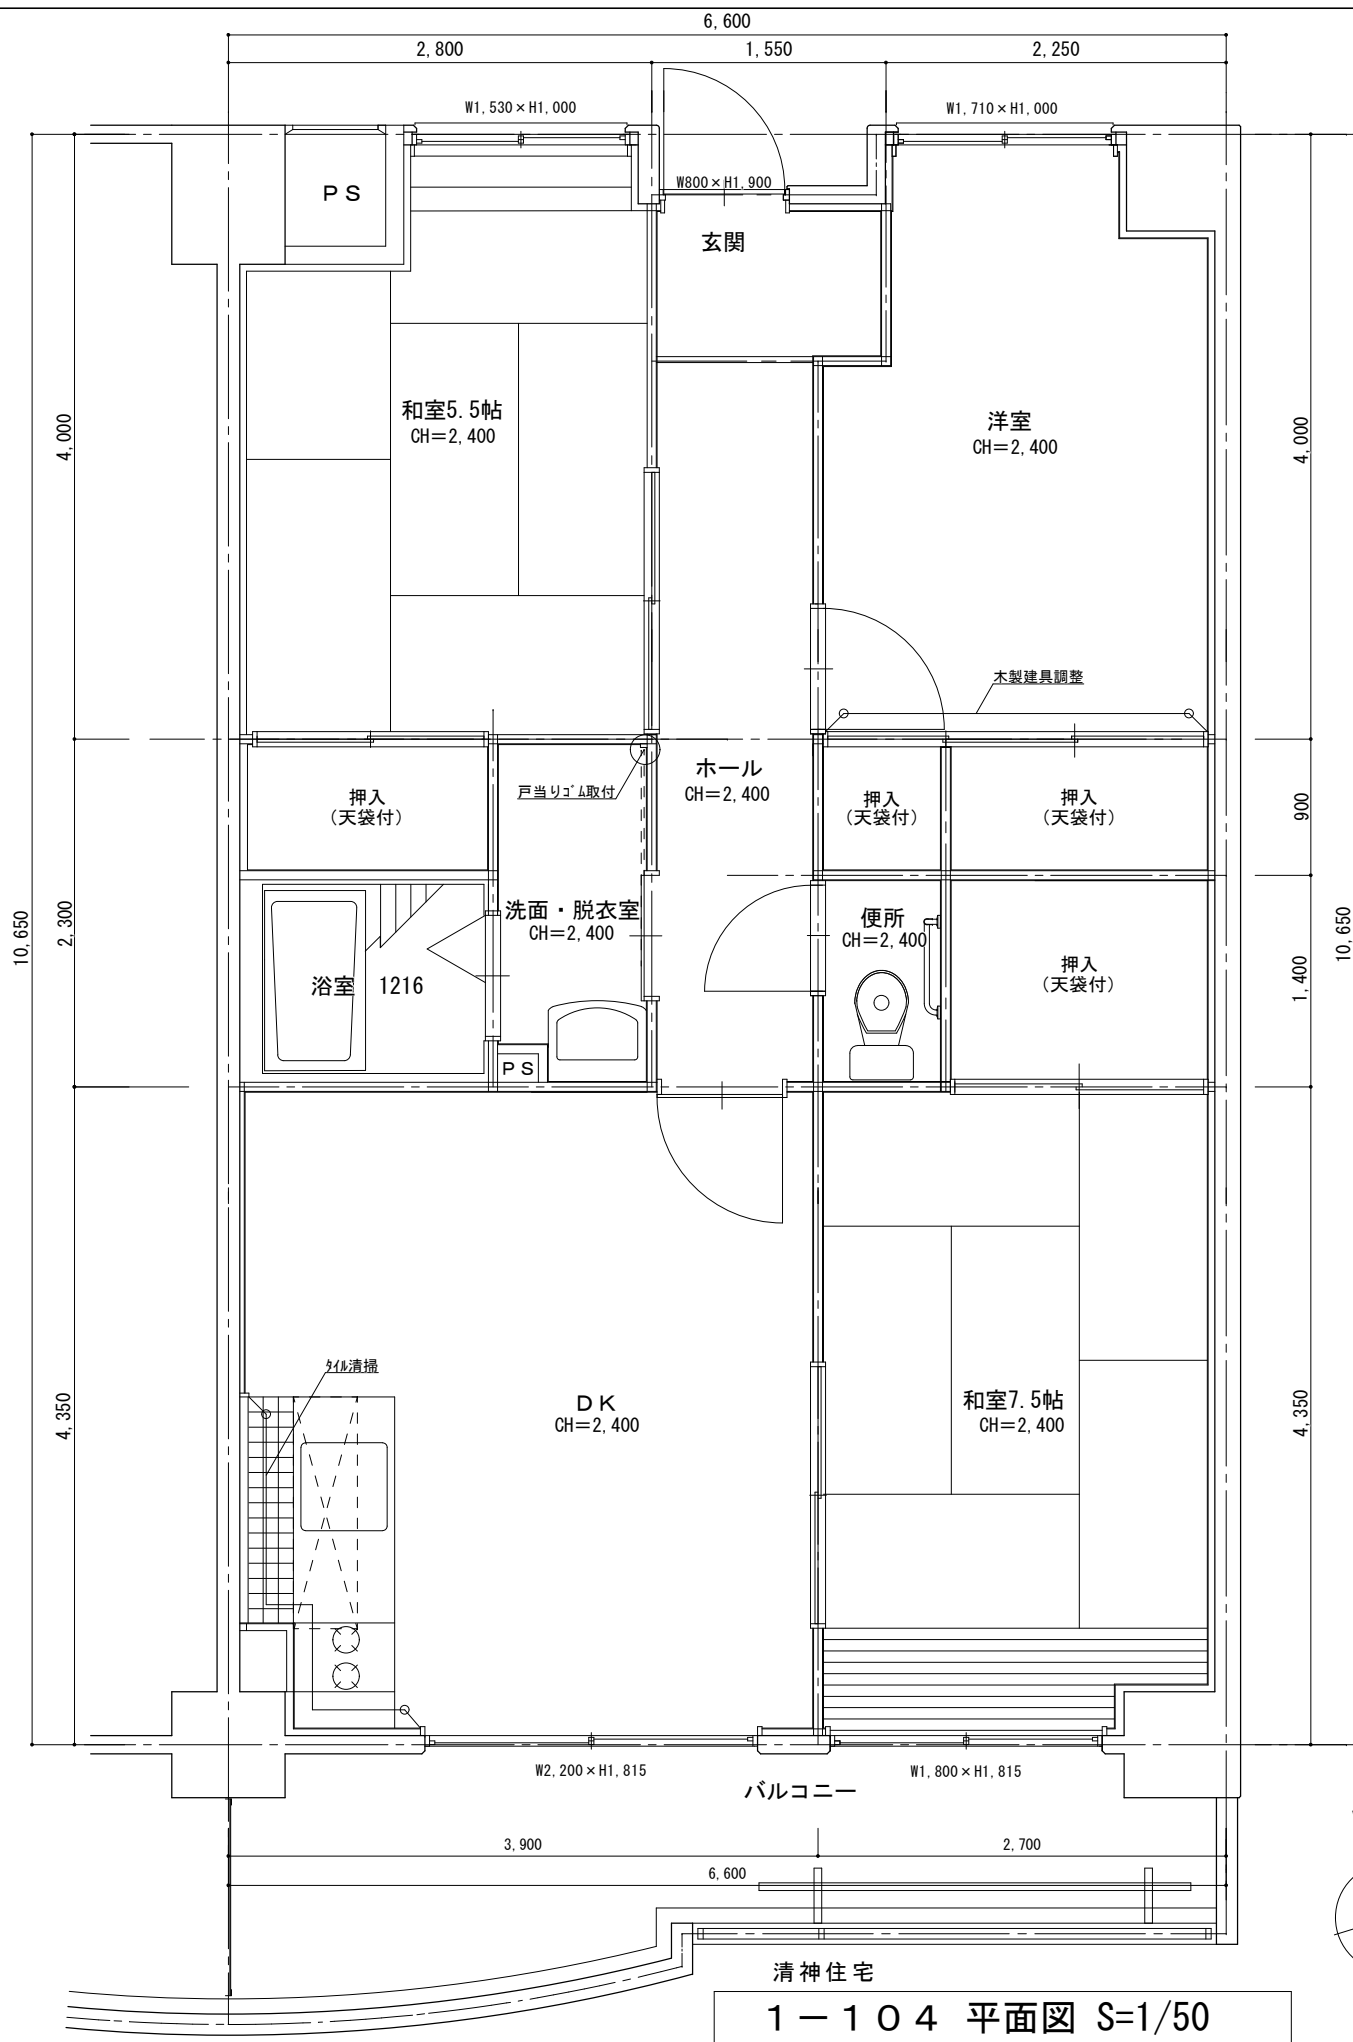 6,600
2,800
1,550
2,250
W1,530×H1,000
W1,710×H1,000
PS
W800×H1,900
玄関
和室5.5帖
CH=2,400
洋室
CH=2,400
4,000
4,000
木製建具調整
ホール
CH=2,400
戸当りゴム取付
押入
(天袋付)
押入
(天袋付)
押入
(天袋付)
900
洗面・脱衣室
CH=2,400
便所
CH=2,400
10,650
2,300
10,650
浴室 1216
押入
(天袋付)
1,400
PS
タイル清掃
DK
CH=2,400
和室7.5帖
CH=2,400
4,350
4,350
W2,200×H1,815
W1,800×H1,815
バルコニー
3,900
2,700
6,600
清神住宅
1-104 平面図 S=1/50